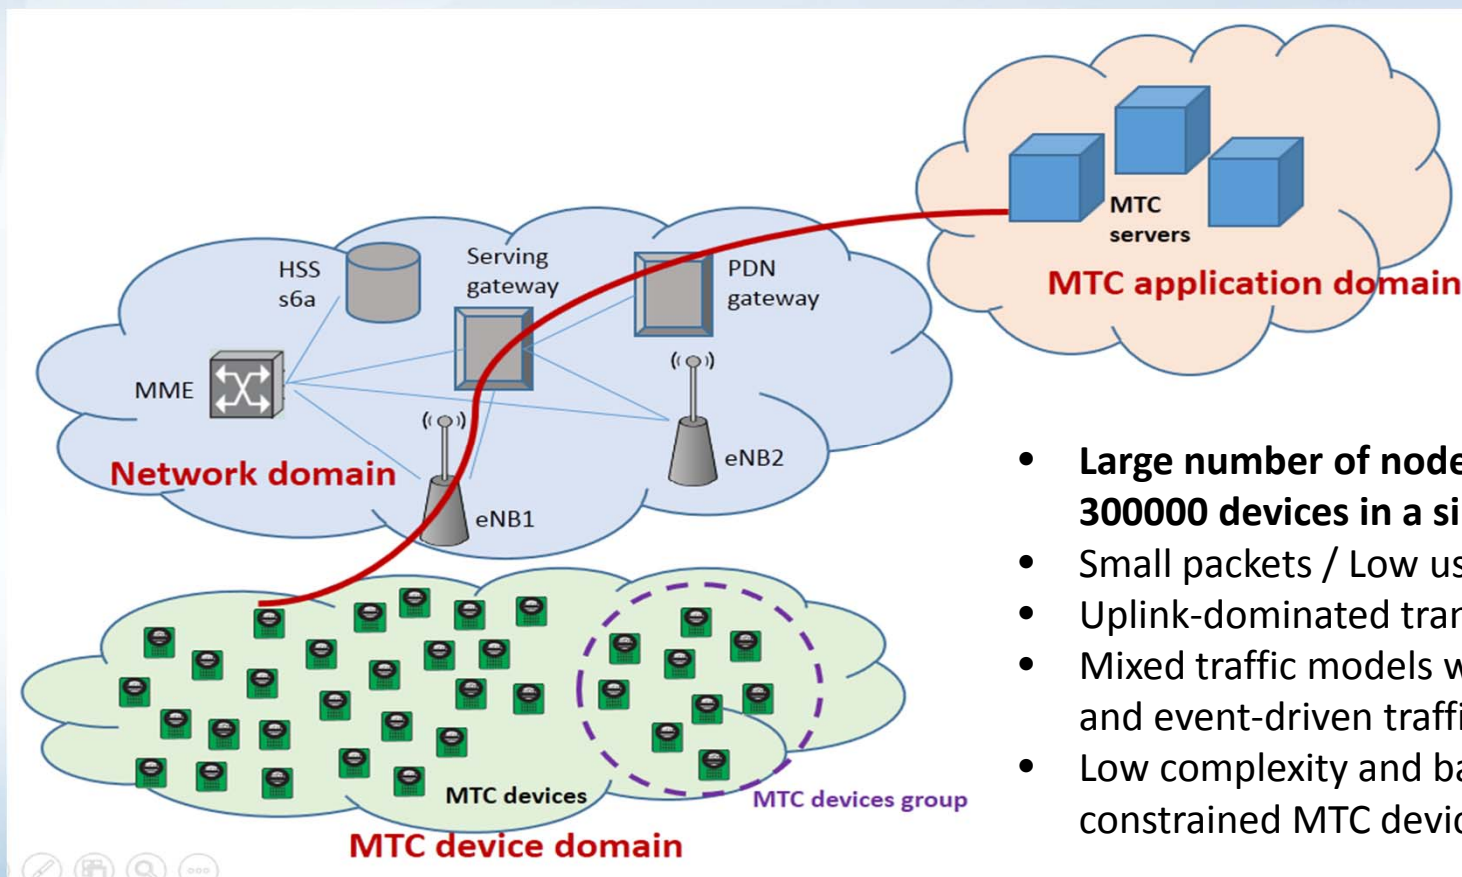 HSS
s6a
Serving
gateway
PDN
gateway
MME
eNB1
eNB2
Network domain
MTC
servers
MTC application domain
MTC devices
MTC devices group
MTC device domain
• Large number of node
300000 devices in a si
• Small packets / Low us
• Uplink-dominated tran
• Mixed traffic models w
and event-driven traffi
• Low complexity and ba
constrained MTC devic